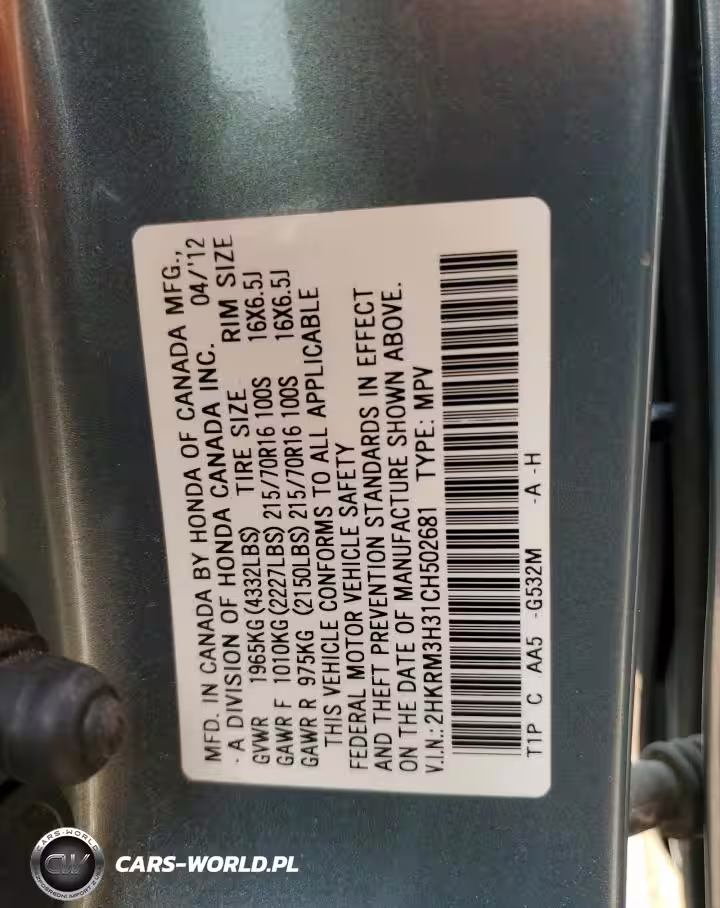 MFD. IN CANADA BY HONDA OF CANADA MFG.,
- A DIVISION OF HONDA CANADA INC. 04/'12
GVWR 1965KG (4332LBS) TIRE SIZE RIM SIZE
GAWR F 1010KG (2227LBS) 215/70R16 100S 16X6.5J
GAWR R 975KG (2150LBS) 215/70R16 100S 16X6.5J
THIS VEHICLE CONFORMS TO ALL APPLICABLE
FEDERAL MOTOR VEHICLE SAFETY
AND THEFT PREVENTION STANDARDS IN EFFECT
ON THE DATE OF MANUFACTURE SHOWN ABOVE.
V.I.N.: 2HKRM3H31CH502681 TYPE: MPV
T1P C AA5 -G532M -A -H
CARS-WORLD
CW
CARS-WORLD.PL